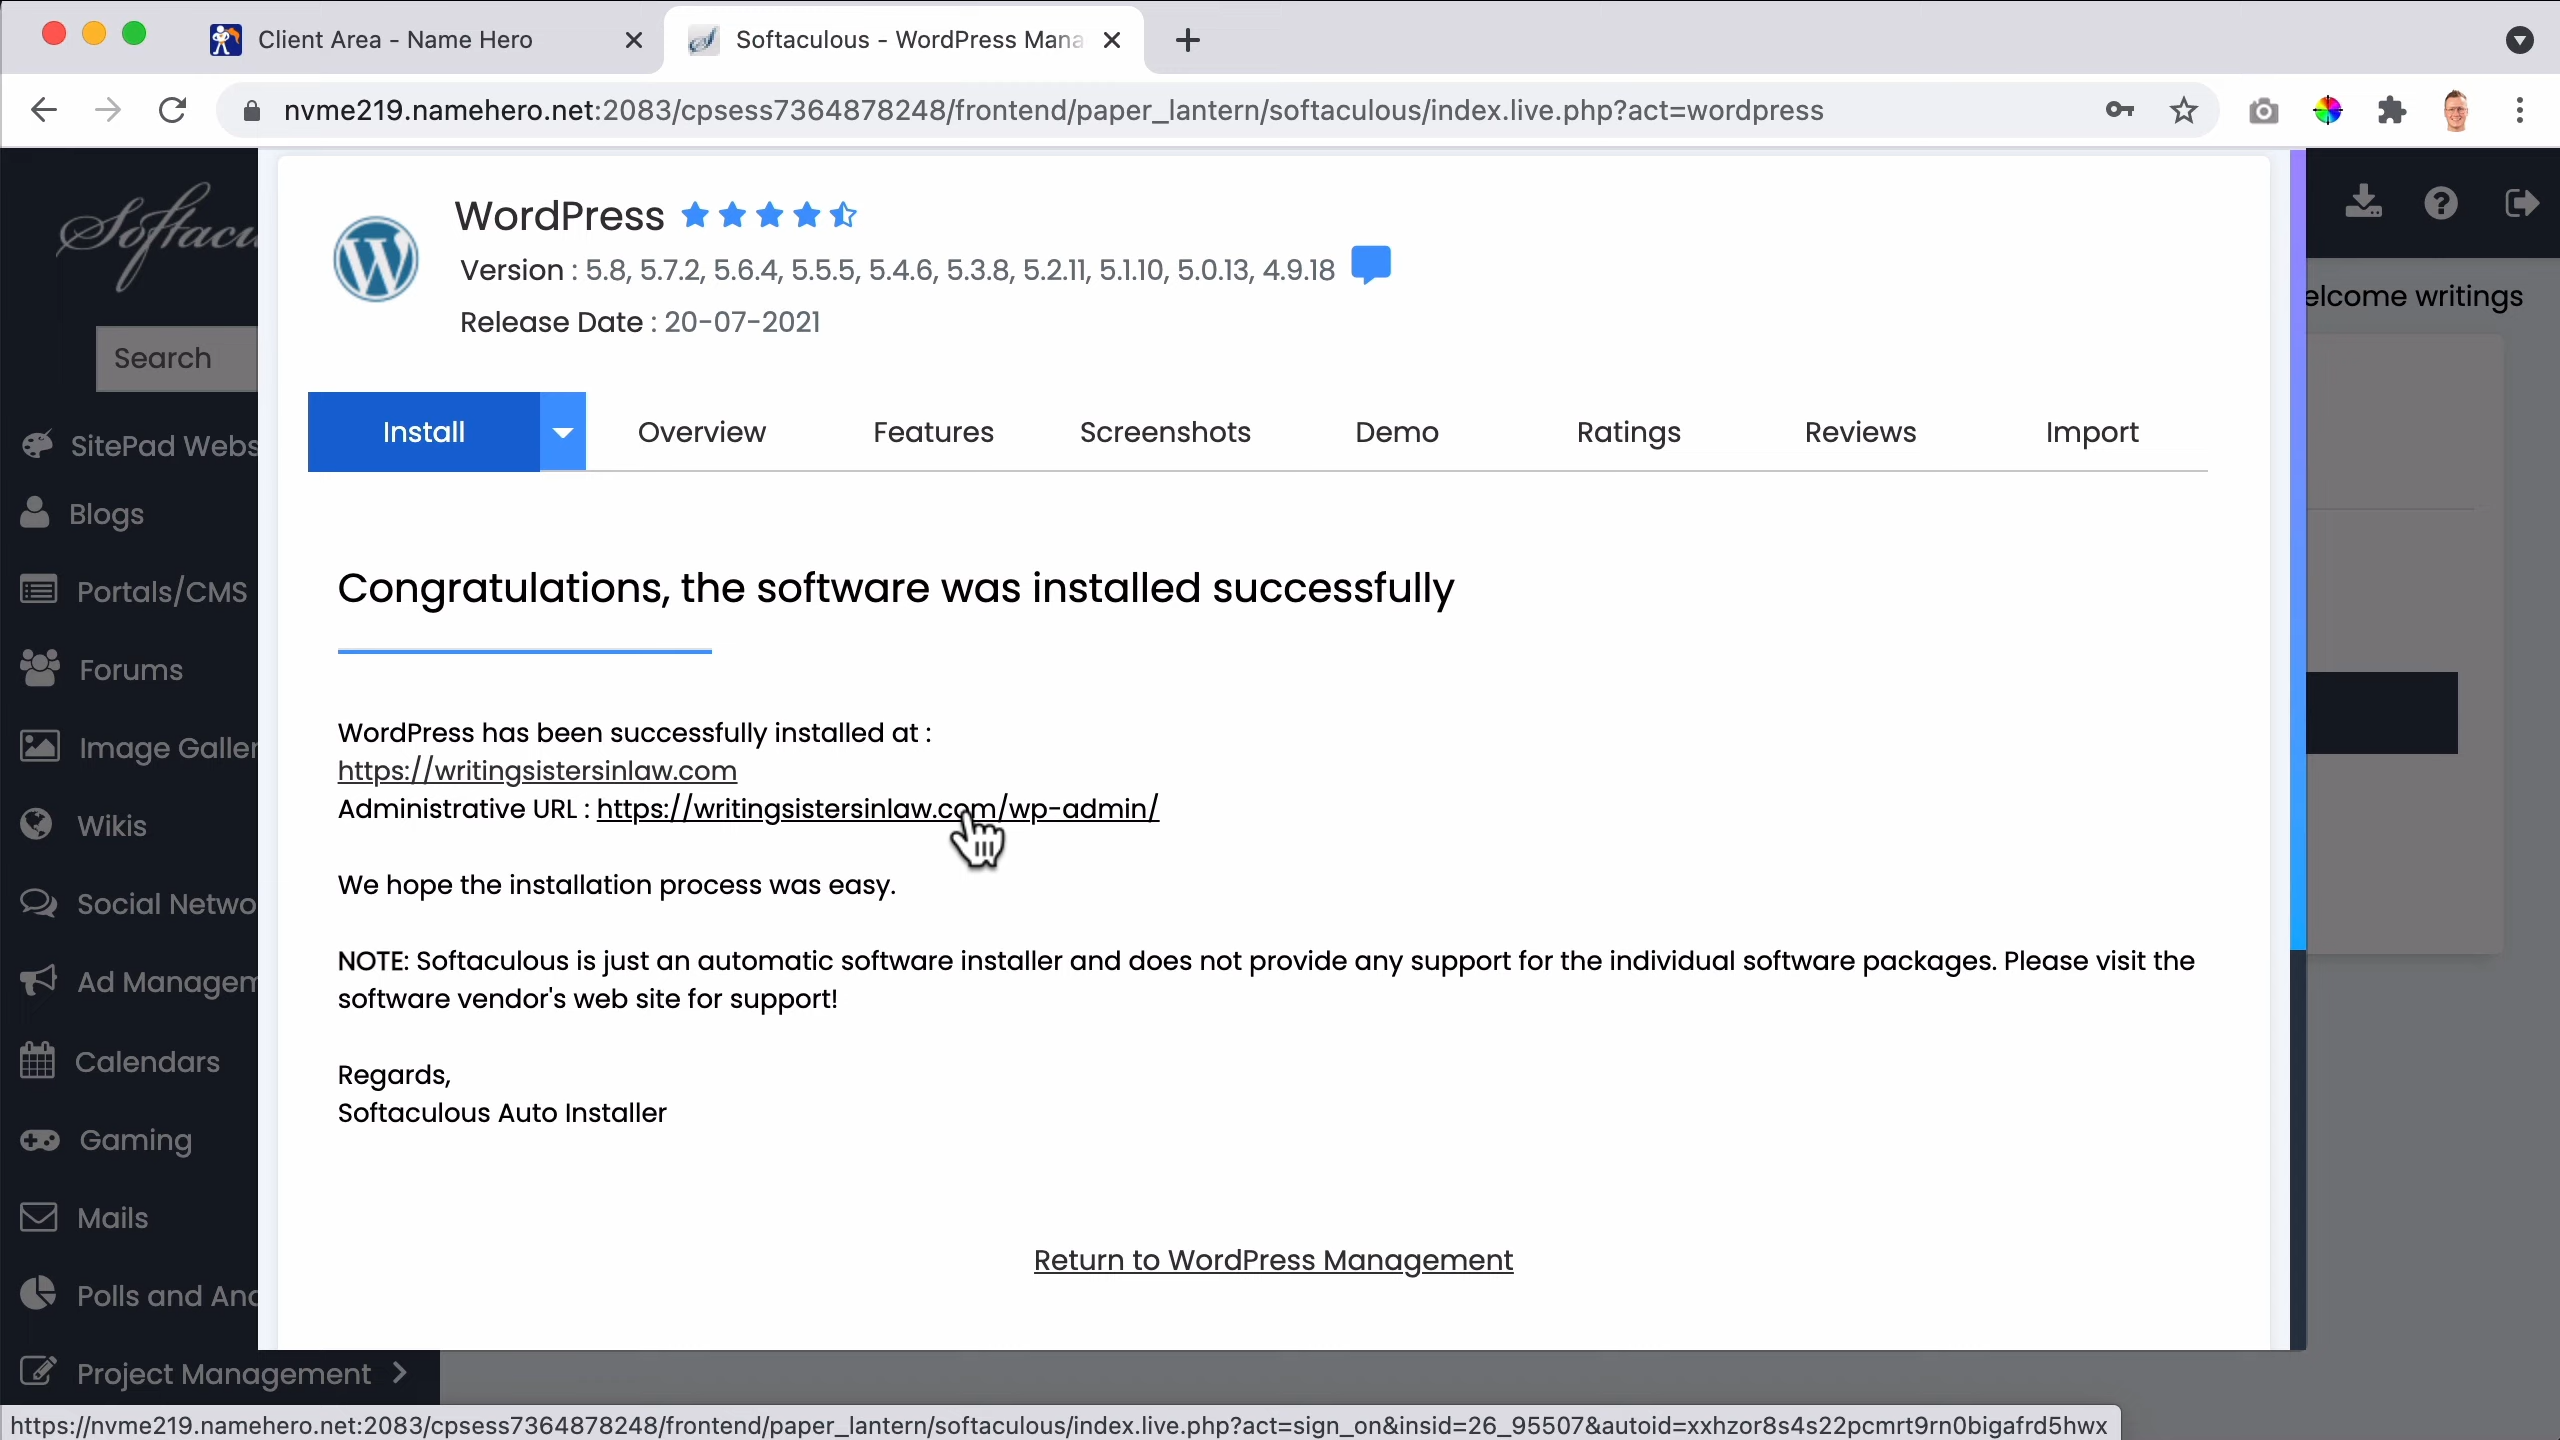 Client Area - Name Hero
Softaculous - WordPress Mana
nvme219.namehero.net:2083/cpsess7364878248/frontend/paper_lantern/softaculous/index.live.php?act=wordpress
Softacu
WordPress
Version : 5.8, 5.7.2, 5.6.4, 5.5.5, 5.4.6, 5.3.8, 5.2.11, 5.1.10, 5.0.13, 4.9.18
Release Date : 20-07-2021
elcome writings
Search
Install
Overview
Features
Screenshots
Demo
Ratings
Reviews
Import
SitePad Webs
Blogs
Portals/CMS
Forums
Image Galler
Wikis
Social Netwo
Ad Managem
Calendars
Gaming
Mails
Polls and Ana
Project Management
Congratulations, the software was installed successfully
WordPress has been successfully installed at :
https://writingsistersinlaw.com
Administrative URL : https://writingsistersinlaw.com/wp-admin/
We hope the installation process was easy.
NOTE: Softaculous is just an automatic software installer and does not provide any support for the individual software packages. Please visit the
software vendor's web site for support!
Regards,
Softaculous Auto Installer
Return to WordPress Management
https://nvme219.namehero.net:2083/cpsess7364878248/frontend/paper_lantern/softaculous/index.live.php?act=sign_on&insid=26_95507&autoid=xxhzor8s4s22pcmrt9rn0bigafrd5hwx